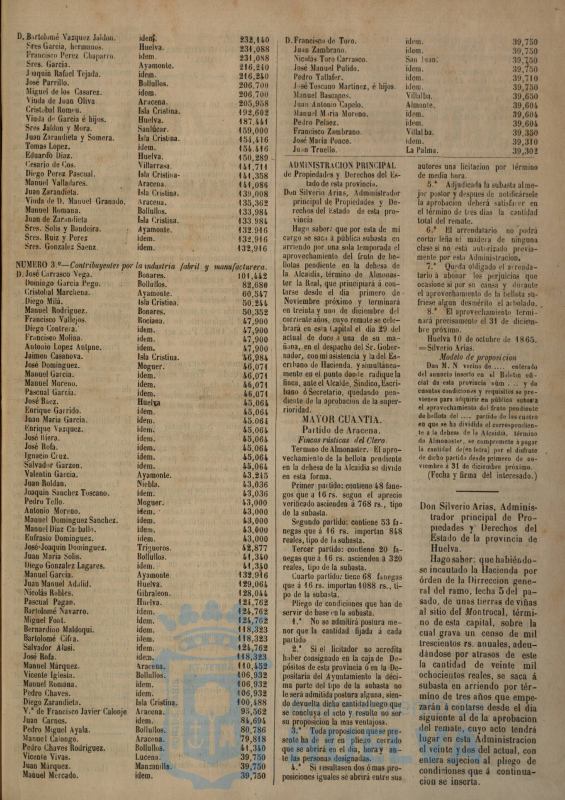 D. Bartolomé Vazquez Jaldon. idem. 232,140
Sres Garcia, hermanos. Huelva. 231,088
Francisco Perez Chaparro. idem. 231,088
Sres. Garcia. Ayamonte. 216,240
Joaquin Rafael Tejada. idem. 216,240
José Parrillo. Bollullos. 206,700
Miguel de los Casares. idem. 206,700
Viuda de Juan Oliva Aracena. 205,958
Cristobal Romeu. Isla Cristina. 192,602
Viuda de Garcia é hijos. Huelva. 187,441
Sres Jaldon y Mora. Sanlúcar. 159,000
Juan Zarandieta y Somera. Isla Cristina. 154,416
Tomas Lopez. idem. 154,416
Eduardo Diaz. Huelva. 150,289
Cesario de Cos. Villarrasa. 141,714
Diego Perez Pascual. Isla Cristina. 141,358
Manuel Valladares. Aracena. 141,086
Juan Zarandieta. Isla Cristina. 139,008
Viuda de D. Manuel Granado. Aracena. 135,362
Manuel Romana. Bollullos. 133,984
Juan de Zarandieta Isla Cristina. 133,984
Sres. Solis y Bandeira. Ayamonte. 132,916
Sres. Ruiz y Perez idem. 132,916
Sres. Gonzalez Saenz idem. 132,916
NUMERO 3.º—Contribuyentes por la industria fabril y manufacturera.
D. José Carrasco Vega. Bonares. 101,442
Domingo Garcia Pego. Bollullos. 82,680
Cristobal Marchena. Ayamonte. 60,547
Diego Milá. Isla Cristina. 50,244
Manuel Rodriguez. Bonares. 50,352
Francisco Vallejos. Rociana. 47,900
Diego Contrera. idem. 47,900
Francisco Molina. idem. 47,900
Antonio Lopez idem. 47,900
Jaimen Casanova. Isla Cristina. 46,984
José Dominguez. Moguer. 46,071
Manuel Garcia. idem. 46,071
Manuel Moreno. idem. 46,071
Pascual Garcia. idem. 46,071
José Baez. Huelva 45,064
Enrique Garrido. idem. 45,064
Juan Maria Garcia. idem. 45,064
Enrique Vazquez. idem. 45,064
José Riera. idem. 45,064
José Rofa. idem. 45,064
Ignacio Cruz. idem. 45,064
Salvador Garzon. idem. 45,064
Valentin Garcia. Ayamonte. 43,245
Juan Roldan. Niebla. 43,036
Joaquin Sanchez Toscano. idem. 43,036
Pedro Tello. Moguer. 43,000
Antonio Moreno. idem. 43,000
Manuel Dominguez Sanchez. idem. 43,000
Manuel Diaz Carballo. idem. 43,000
Eufrasio Dominguez. idem. 43,000
José-Joaquin Dominguez. Trigueros. 42,877
Juan Maria Solis. Bollullos. 41,340
Diego Gonzalez Lagares. idem. 41,340
Manuel Garcia. Ayamonte 132,916
Juan Manuel Adalid. Huelva. 129,064
Nicolás Robles. Gibraleon. 128,044
Pascual Pagan. Huelva. 124,762
Bartolomé Navarro. idem. 124,762
Miguel Font. idem. 124,762
Bernardino Maldoqui. idem. 118,323
Bartolomé Cifra. idem. 118,323
Salvador Alasi. idem. 124,762
José Rofa. idem. 118,323
Manuel Márquez. Aracena. 110,452
Vicente Iglesia. Bollullos. 106,932
Manuel Romana. idem. 106,932
Pedro Chaves. idem. 106,932
Diego Zarandieta. Isla Cristina 100,488
V.ª de Francisco Javier Calonje Aracena. 95,562
Juan Carnes. idem. 84,694
Pedro Miguel Ayala. Bollullos. 80,786
Manuel Calongo. Aracena. 79,818
Pedro Chaves Rodriguez. Bollullos. 41,340
Vicente Vivas. Lucena. 39,750
Juan Márquez. Manzanilla. 39,750
Manuel Mercado. idem. 39,750
D. Francisco de Toro. idem. 39,750
Juan Zambrano. idem. 39,750
Nicolas Toro Carrasco. San Juan. 39,750
José Manuel Pulido. idem. 39,750
Pedro Tallafer. idem. 39,710
José Toscano Martinez, é hijos. idem. 39,750
Manuel Bascanes. Villalba. 39,650
Juan Antonio Capelo. Almonte. 39,604
Manuel Maria Moreno. idem. 39,604
Pedro Pelaez. idem. 39,604
Francisco Zambrano. Villalba. 39,350
José Maria Ponce. idem. 39,310
Juan Truello. La Palma. 39,302
ADMINISTRACION PRINCIPAL
de Propiedades y Derechos del Es-
tado de esta provincia.
Don Silverio Arias, Administrador
principal de Propiedades y De-
rechos del Estado de esta pro-
vincia
Hago saber: que por esta de mi
cargo se saca á pública subasta en
arriendo por una sola temporada el
aprovechamiento del fruto de be-
llotas pendiente en la dehesa de
la Alcaidía, término de Almonas-
ter la Real, que principiará á con-
tarse desde el dia primero de
Noviembre próximo y terminará
en treinta y uno de diciembre del
corriente años, cuyo remate se cele-
brará en esta Capital el dia 29 del
actual de doce á una de su ma-
ñana, en el despacho del Sr. Gober-
nador, con mi asistencia y la del Es-
cribano de Hacienda, y simultánea-
mente en el punto donde radique la
finca, ante el Alcalde, Síndico, Escri-
bano ó Secretario, quedando pen-
diente de la aprobacion de la supe-
rioridad.
MAYOR CUANTIA.
Partido de Aracena.
Fincas rústicas del Clero.
Termino de Almonaster. El aprove-
chamiento de la bellota pendiente
en la dehesa de la Alcaidía se divide
en esta forma.
Primer partido: contiene 48 fane-
gas que á 16 rs. segun el aprecio
verificado ascienden á 768 rs., tipo
de la subasta.
Segundo partido: contiene 53 fa-
negas que á 16 rs. importan 848
reales, tipo de la subasta.
Tercer partido: contiene 20 fa-
negas que á 16 rs. ascienden á 320
reales, tipo de la subasta.
Cuarto partido: tiene 68 fanegas
que á 16 rs. importan 1088 rs., ti-
po de la subasta.
Pliego de condiciones que han de
servir de base en la subasta.
1.ª No se admitirá postura me-
nor que la cantidad fijada á cada
partido
2.ª Si el licitador no acredita
haber consignado en la caja de De-
pósitos de esta provincia ó en la De-
positaria del Ayuntamiento la déci-
ma parte del tipo de la subasta no
le será admitida postura alguna, sien-
do devuelta dicha cantidad luego que
se concluya el acto y resulte no ser
su proposicion la mas ventajosa.
3.ª Toda proposicion que se pre-
sente ha de ser en pliego cerrado
que se abrirá en el dia, hora y an-
te las personas designadas.
4.ª Si resultasen dos ó mas pro-
posiciones iguales se abrirá entre sus
autores una licitacion por término
de media hora.
5.ª Adjudicada la subasta al me-
jor postor y despues de notificársele
la aprobacion deberá satisfacer en
el término de tres dias la cantidad
total del remate.
6.ª El arrendatario no podrá
cortar leña ni madera de ninguna
clase si no está autorizado previa-
mente por esta Administracion.
7.ª Queda obligado el arrenda-
tario á abonar los perjuicios que
ocasione si por su causa y durante
el aprovechamiento de la bellota su-
friese algun desmérito el arbolado.
8.ª El aprovechamiento termi-
nará precisamente el 31 de diciem-
bre próximo.
Huelva 10 de octubre de 1865.
=Silverio Arias.
Modelo de proposicion
Don M. N vecino de .... enterado
del anuncio inserto en el Boletin ofi-
cial de esta provincia núm . . . y de
cuantas condiciones y requisitos se pre-
vienen para adquirir en pública subasta
el aprovechamiento del fruto pendiente
de bellota del .... partido de los cuatro
en que se ha dividido el correspondien-
te á la dehesa de la Alcaidía, término
de Almonaster, se compromete á pagar
la cantidad de (en letra) por el disfrute
de dicho partido desde primero de no-
viembre á 31 de diciembre próximo.
(Fecha y firma del interesado.)
Don Silverio Arias, Adminis-
trador principal de Pro-
piedades y Derechos del
Estado de la provincia de
Huelva.
Hago saber: que habiéndo-
se incautado la Hacienda por
órden de la Dirreccion gene-
ral del ramo, fecha 5 del pa-
sado, de unas tierras de viñas
al sitio del Montrocal, térmi-
no de esta capital, sobre la
cual grava un censo de mil
trescientos rs. anuales, aden-
dándose por atrasos de este
la cantidad de veinte mil
ochocientos reales, se saca á
subasta en arriendo por tér-
mino de tres años que empe-
zarán á contarse desde el dia
siguiente al de la aprobacion
del remate, cuyo acto tendrá
lugar en esta Administracion
el veinte y dos del actual, con
entera sujecion al pliego de
condiciones que á continua-
cion se inserta.